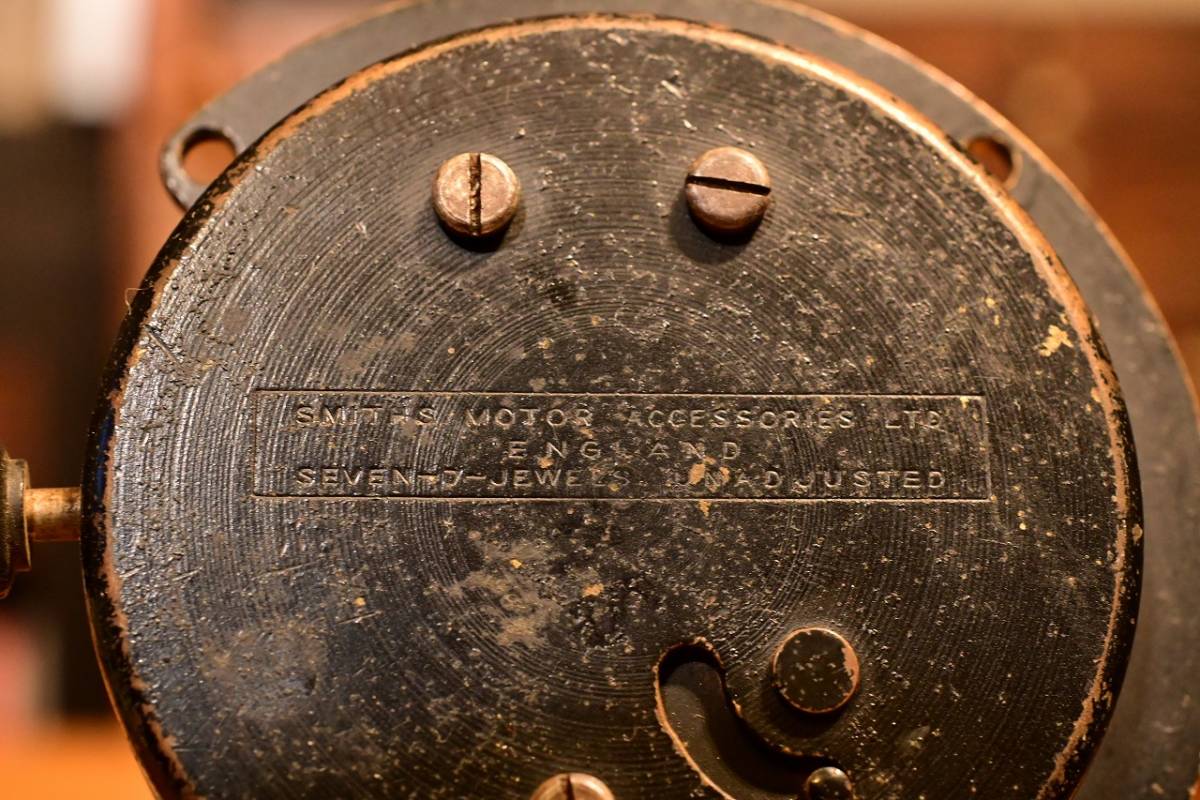 SMITHS MOTOR ACCESSORIES LTD
ENGLAND
SEVEN-7-JEWELS UNADJUSTED